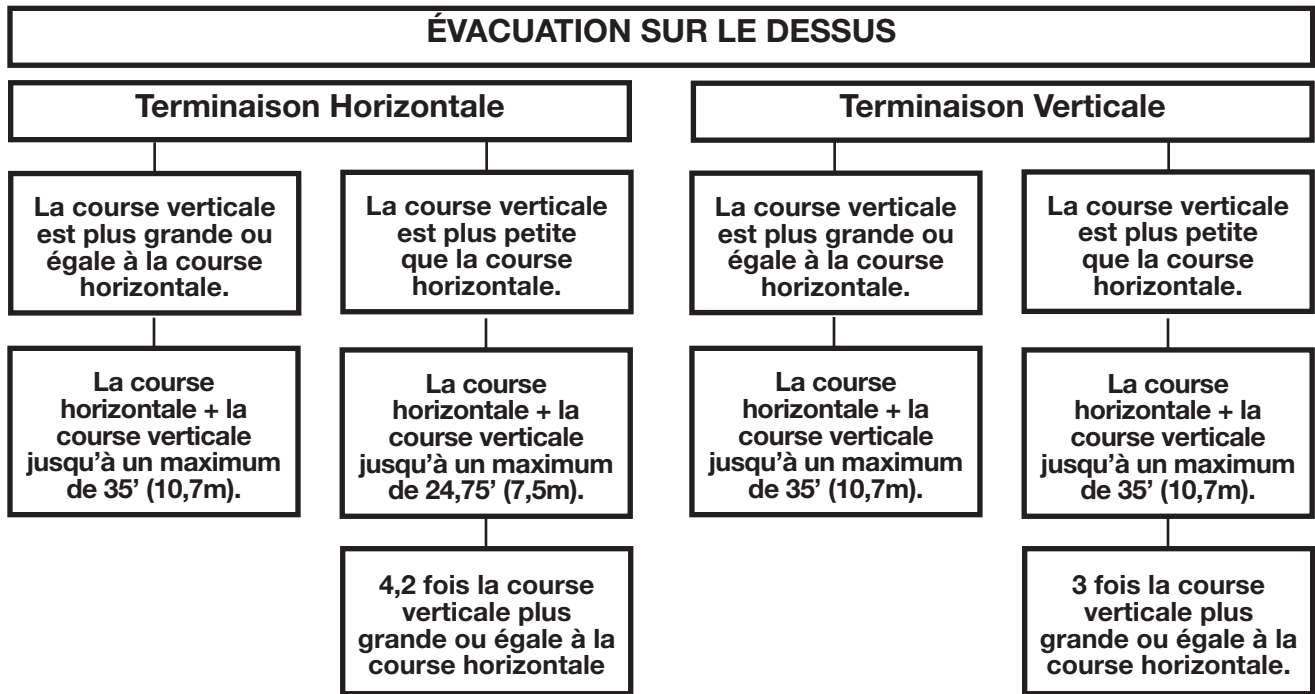 ÉVACUATION SUR LE DESSUS
Terminaison Horizontale
La course verticale
est plus grande ou
égale à la course
horizontale.
La course
horizontale + la
course verticale
jusqu'à un maximum
de 35' (10,7m).
La course verticale
est plus petite
que la course
horizontale.
La course
horizontale + la
course verticale
jusqu'à un maximum
de 24,75' (7,5m).
4,2 fois la course
verticale plus
grande ou égale à la
course horizontale
Terminaison Verticale
La course verticale
est plus grande ou
égale à la course
horizontale.
La course
horizontale + la
course verticale
jusqu'à un maximum
de 35' (10,7m).
La course verticale
est plus petite
que la course
horizontale.
La course
horizontale + la
course verticale
jusqu'à un maximum
de 35' (10,7m).
3 fois la course
verticale plus
grande ou égale à la
course horizontale.